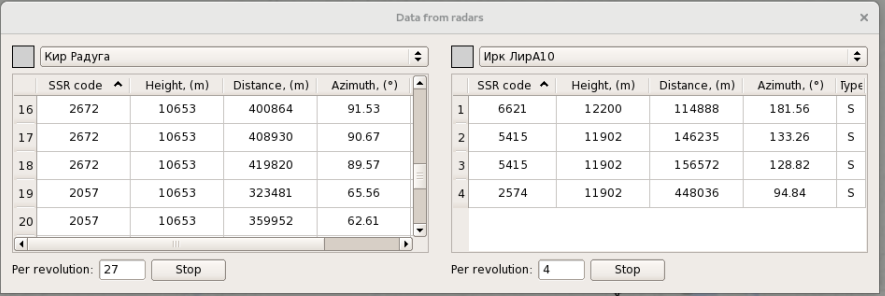 Data from radars
Кир Радуга
SSR code Height, (m) Distance, (m) Azimuth, (°)
16 2672 10653 400864 91.53
17 2672 10653 408930 90.67
18 2672 10653 419820 89.57
19 2057 10653 323481 65.56
20 2057 10653 359952 62.61
Per revolution: 27 Stop
Ирк ЛирА10
SSR code Height, (m) Distance, (m) Azimuth, (°) Type
1 6621 12200 114888 181.56 S
2 5415 11902 146235 133.26 S
3 5415 11902 156572 128.82 S
4 2574 11902 448036 94.84 S
Per revolution: 4 Stop